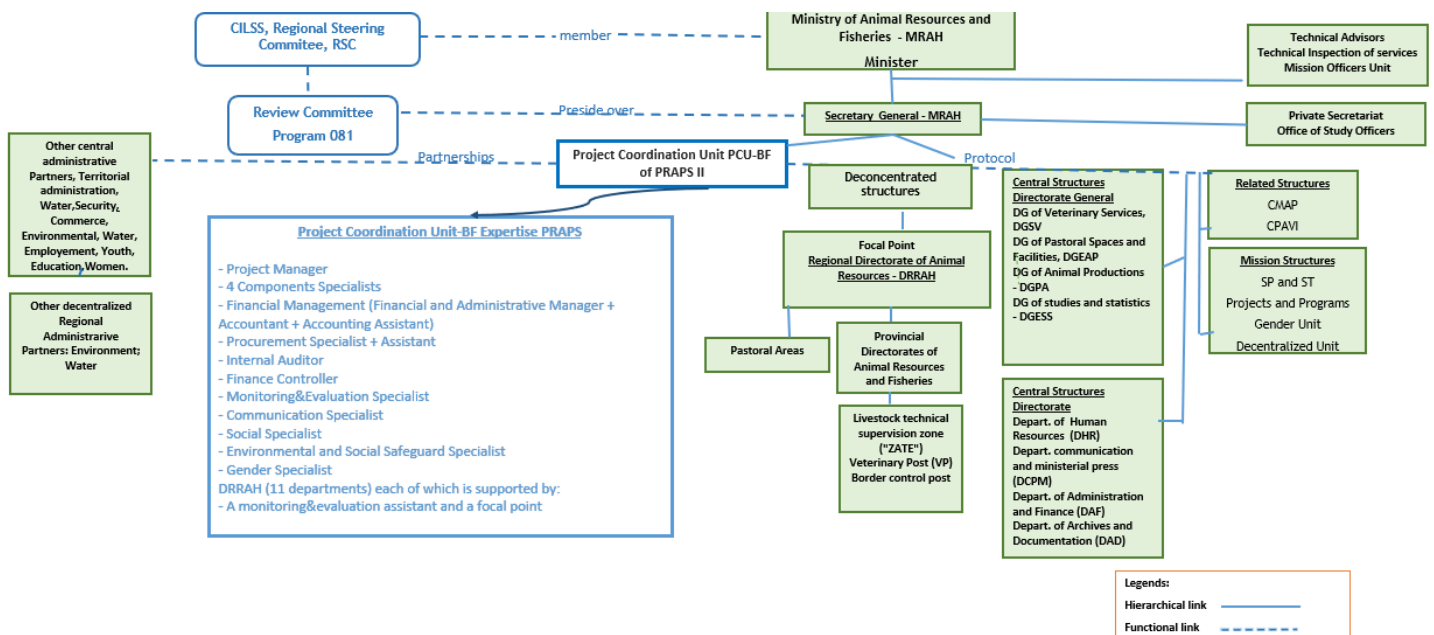 CILSS, Regional Steering
Commitee, RSC
member
Ministry of Animal Resources and
Fisheries - MRAH
Minister
Technical Advisors
Technical Inspection of services
Mission Officers Unit
Review Committee
Program 081
Preside over
Secretary General - MRAH
Private Secretariat
Office of Study Officers
Other central
administrative
Partners, Territorial
administration,
Water,Security,
Commerce,
Environmental, Water,
Employement, Youth,
Education,Women.
Partnerships
Project Coordination Unit PCU-BF
of PRAPS II
Protocol
Deconcentrated
structures
Central Structures
Directorate General
DG of Veterinary Services,
DGSV
DG of Pastoral Spaces and
Facilities, DGEAP
DG of Animal Productions
- DGPA
DG of studies and statistics
- DGESS
Related Structures
CMAP
CPAVI
Project Coordination Unit-BF Expertise PRAPS
- Project Manager
- 4 Components Specialists
- Financial Management (Financial and Administrative Manager +
Accountant + Accounting Assistant)
- Procurement Specialist + Assistant
- Internal Auditor
- Finance Controller
- Monitoring&Evaluation Specialist
- Communication Specialist
- Social Specialist
- Environmental and Social Safeguard Specialist
- Gender Specialist
DRRAH (11 departments) each of which is supported by:
- A monitoring&evaluation assistant and a focal point
Focal Point
Regional Directorate of Animal
Resources - DRRAH
Mission Structures
SP and ST
Projects and Programs
Gender Unit
Decentralized Unit
Other decentralized
Regional
Administrarive
Partners: Environment;
Water
Pastoral Areas
Provincial
Directorates of
Animal Resources
and Fisheries
Central Structures
Directorate
Depart. of Human
Resources (DHR)
Depart. communication
and ministerial press
(DCPM)
Depart. of Administration
and Finance (DAF)
Depart. of Archives and
Documentation (DAD)
Livestock technical
supervision zone
("ZATE")
Veterinary Post (VP)
Border control post
Legends:
Hierarchical link
Functional link